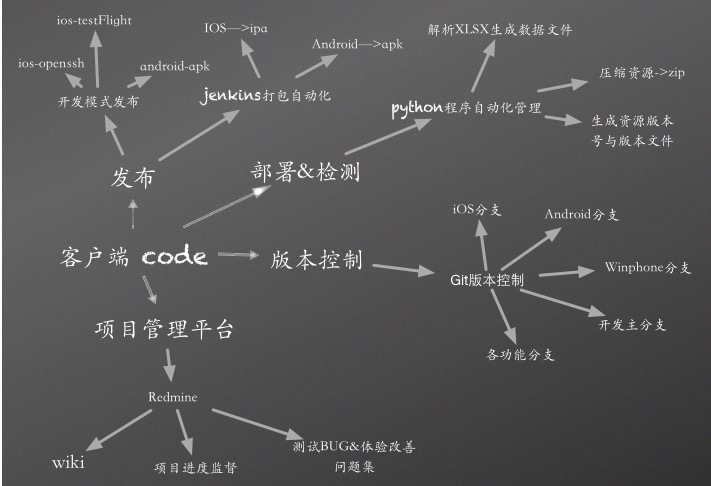 ios-testFlight
ios-openssh
android-apk
开发模式发布
IOS—>ipa
Android—>apk
jenkins打包自动化
解析XLSX生成数据文件
压缩资源->zip
python程序自动化管理
生成资源版本
号与版本文件
发布
部署&检测
客户端 code
版本控制
iOS分支
Android分支
Winphone分支
Git版本控制
开发主分支
各功能分支
项目管理平台
Redmine
wiki
项目进度监督
测试BUG&体验改善
问题集